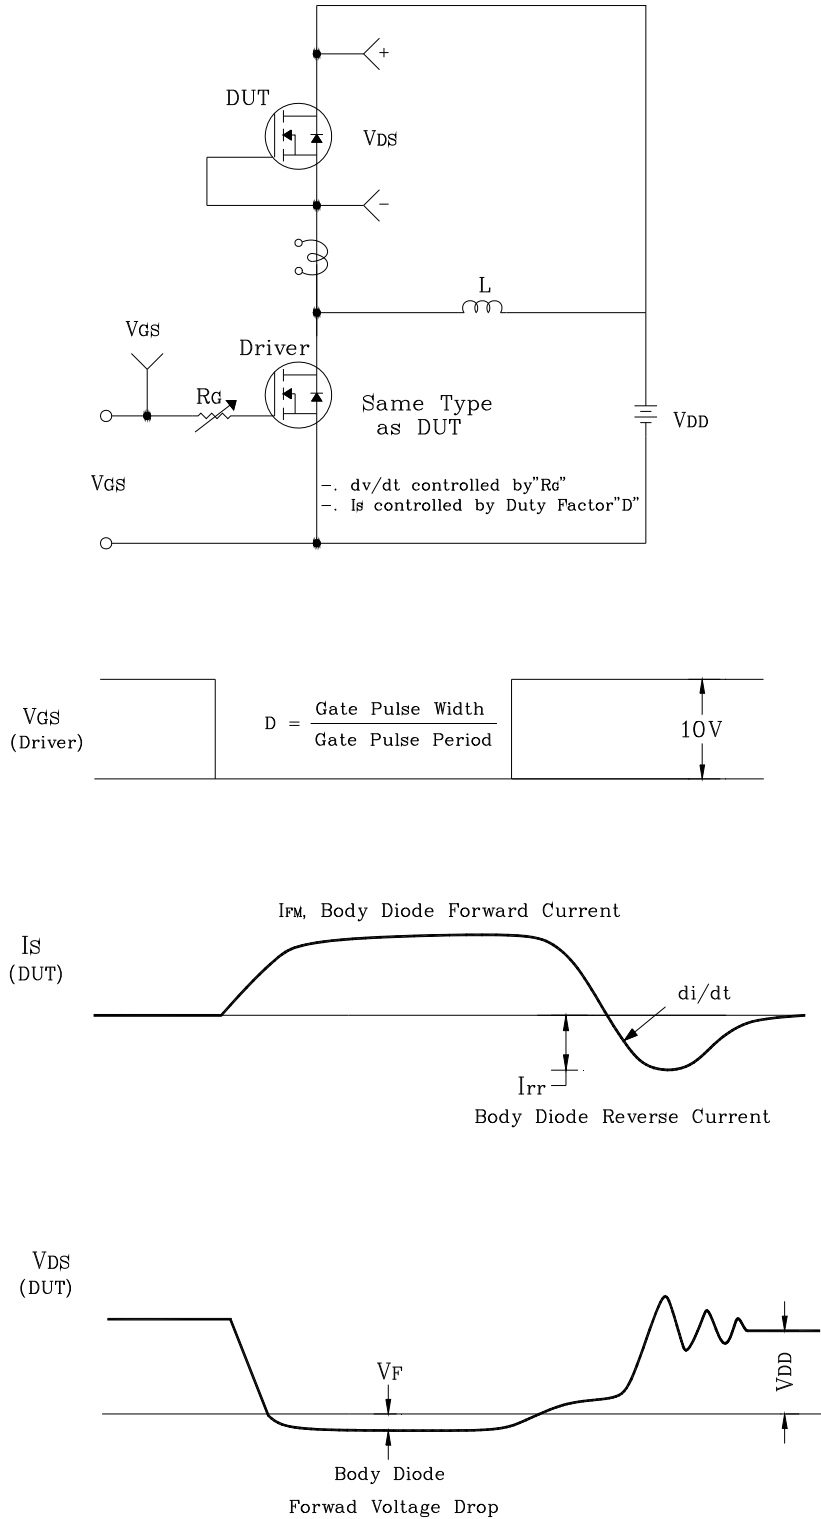 +
DUT
VDS
−
L
VGS
Driver
RG
Same Type
as DUT
VDD
VGS
−. dv/dt controlled by"RG"
−. Is controlled by Duty Factor"D"
VGS
(Driver)
D = Gate Pulse Width
Gate Pulse Period
10V
IFM, Body Diode Forward Current
IS
(DUT)
di/dt
Irr
Body Diode Reverse Current
VDS
(DUT)
VF
VDD
Body Diode
Forwad Voltage Drop